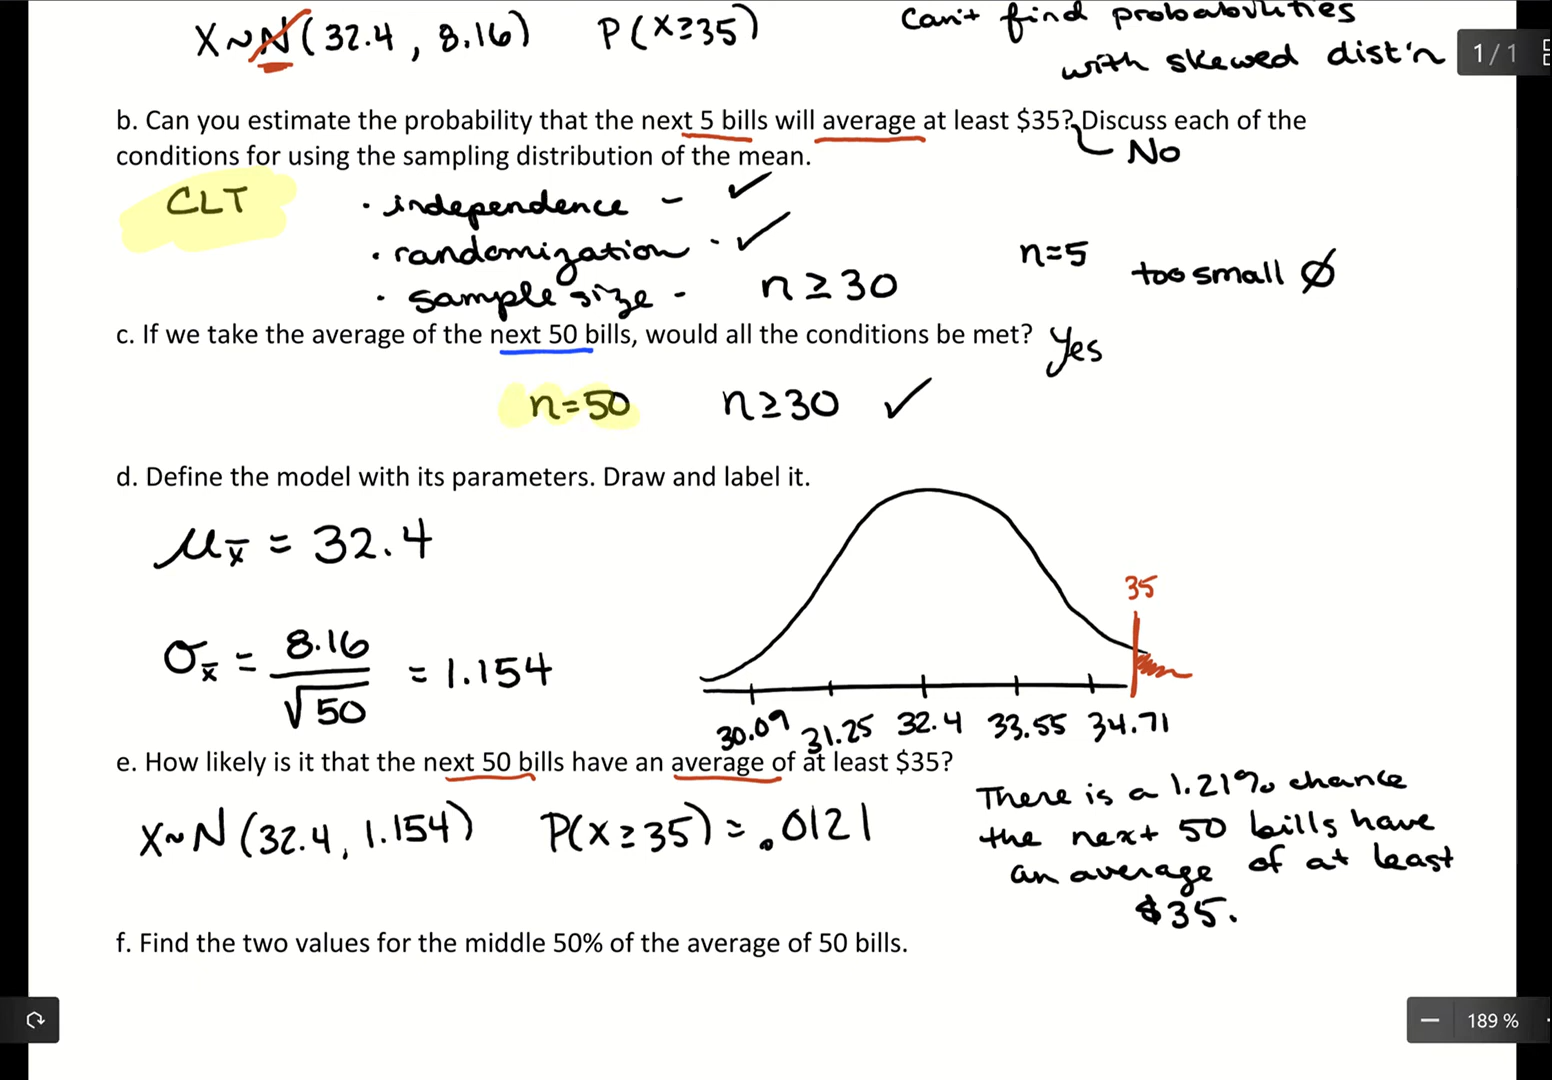 X~N(32.4, 8.16) P(X≥35) Can't find probabilities
with skewed dist'n
1 / 1
b. Can you estimate the probability that the next 5 bills will average at least $35? Discuss each of the
conditions for using the sampling distribution of the mean.
No
CLT
· independence - ✓
· randomization - ✓
· sample size - n ≥ 30
n=5 too small Ø
c. If we take the average of the next 50 bills, would all the conditions be met? Yes
n=50 n≥30 ✓
d. Define the model with its parameters. Draw and label it.
μx̄ = 32.4
35
σx̄ = 8.16/√50 = 1.154
30.09 31.25 32.4 33.55 34.71
e. How likely is it that the next 50 bills have an average of at least $35?
X~N(32.4, 1.154) P(X≥35) = .0121
There is a 1.21% chance
the next 50 bills have
an average of at least
$35.
f. Find the two values for the middle 50% of the average of 50 bills.
189 %